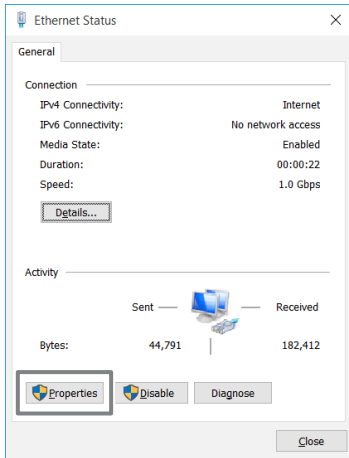 Ethernet Status
General
Connection
IPv4 Connectivity: Internet
IPv6 Connectivity: No network access
Media State: Enabled
Duration: 00:00:22
Speed: 1.0 Gbps
Details...
Activity
Sent Received
Bytes: 44,791 182,412
Properties Disable Diagnose
Close